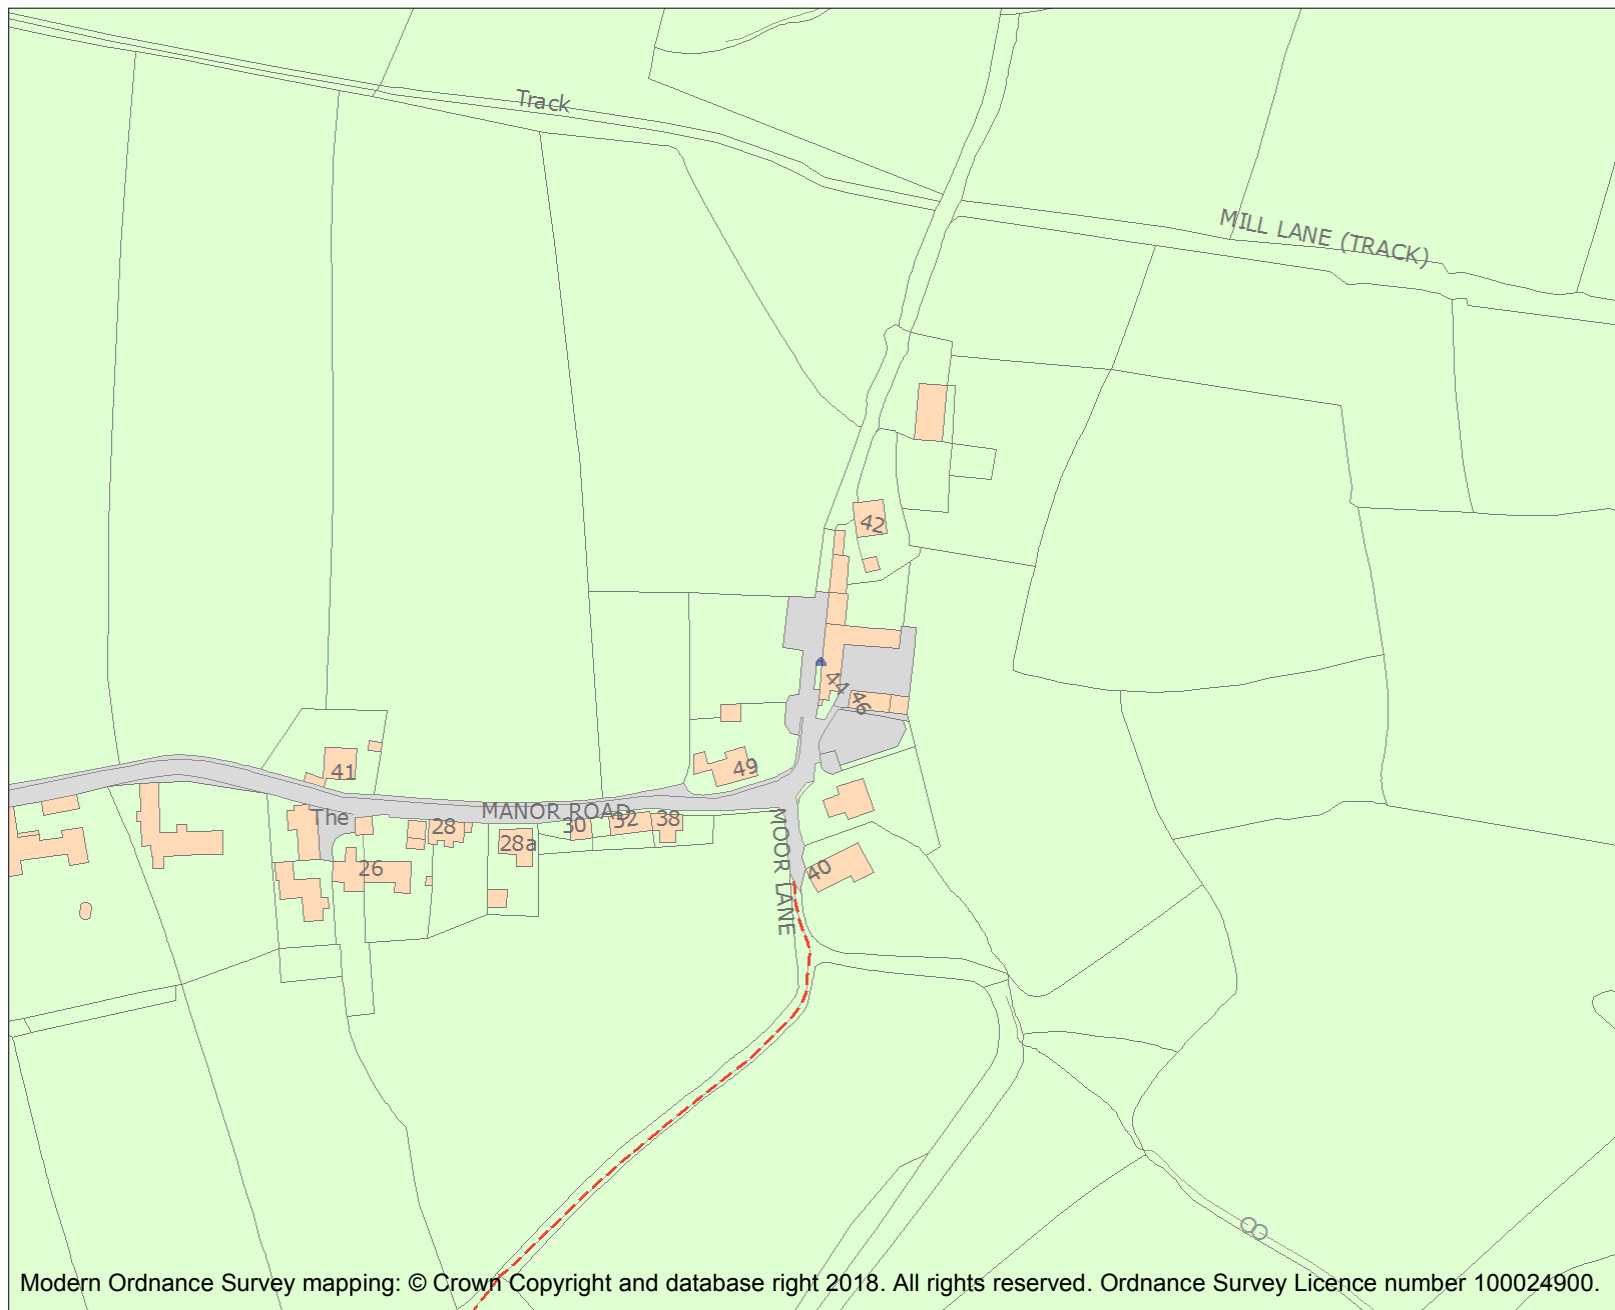 Track
MILL LANE (TRACK)
42
44
46
49
41
The
MANOR ROAD
28
28a
30
32
38
26
MOOR LANE
40
Modern Ordnance Survey mapping: © Crown Copyright and database right 2018. All rights reserved. Ordnance Survey Licence number 100024900.